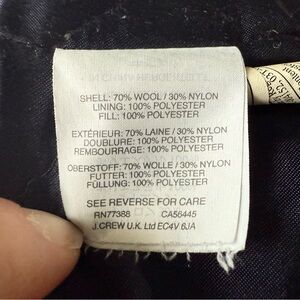 SHELL: 70% WOOL / 30% NYLON
LINING: 100% POLYESTER
FILL: 100% POLYESTER
EXTÉRIEUR: 70% LAINE / 30% NYLON
DOUBLURE: 100% POLYESTER
REMBOURRAGE: 100% POLYESTER
OBERSTOFF: 70% WOLLE / 30% NYLON
FUTTER: 100% POLYESTER
FÜLLUNG: 100% POLYESTER
SEE REVERSE FOR CARE
RN77388 CA56445
J.CREW U.K. Ltd EC4V 6JA